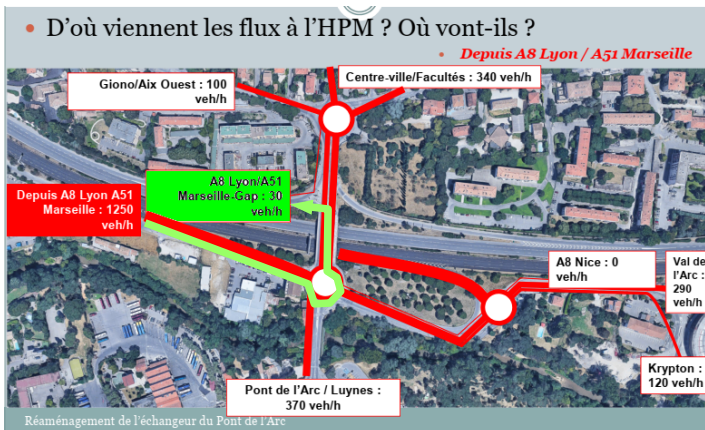 D'où viennent les flux à l'HPM ? Où vont-ils ?
Depuis A8 Lyon / A51 Marseille
Giono/Aix Ouest : 100
veh/h
Centre-ville/Facultés : 340 veh/h
A8 Lyon/A51
Marseille-Gap : 30
veh/h
Depuis A8 Lyon A51
Marseille : 1250
veh/h
A8 Nice : 0
veh/h
Val de
l'Arc :
290
veh/h
Krypton :
120 veh/h
Pont de l'Arc / Luynes :
370 veh/h
Réaménagement de l'échangeur du Pont de l'Arc